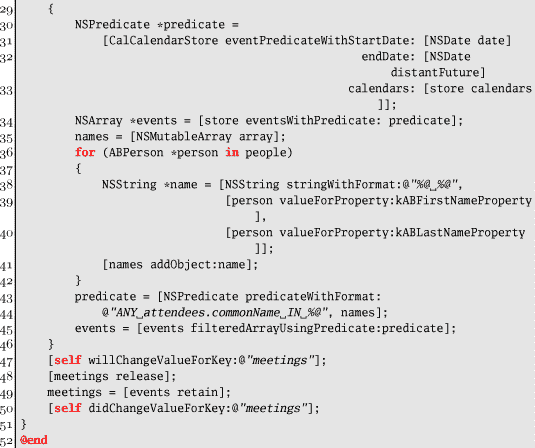 29 {
30 NSPredicate *predicate =
31 [CalCalendarStore eventPredicateWithStartDate: [NSDate date]
32 endDate: [NSDate
distantFuture]
33 calendars: [store calendars
]];
34 NSArray *events = [store eventsWithPredicate: predicate];
35 names = [NSMutableArray array];
36 for (ABPerson *person in people)
37 {
38 NSString *name = [NSString stringWithFormat:@"%@␣%@",
39 [person valueForProperty:kABFirstNameProperty
],
40 [person valueForProperty:kABLastNameProperty
]];
41 [names addObject:name];
42 }
43 predicate = [NSPredicate predicateWithFormat:
44 @"ANY␣attendees.commonName␣IN␣%@", names];
45 events = [events filteredArrayUsingPredicate:predicate];
46 }
47 [self willChangeValueForKey:@"meetings"];
48 [meetings release];
49 meetings = [events retain];
50 [self didChangeValueForKey:@"meetings"];
51 }
52 @end